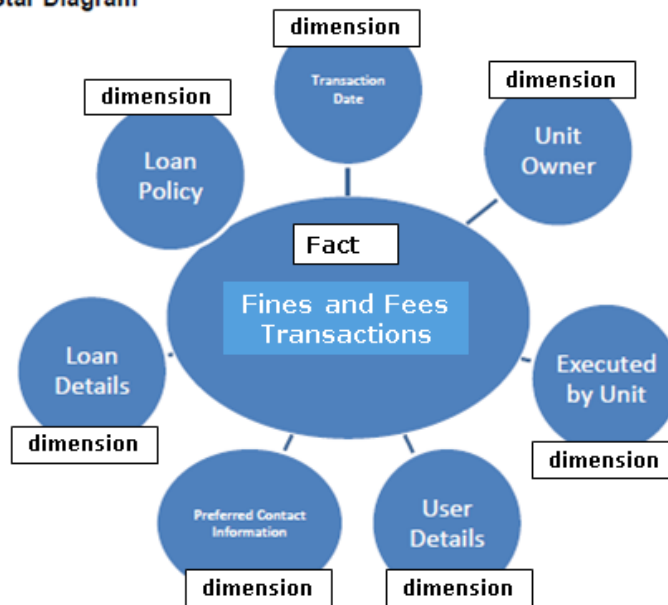 Star Diagram
dimension
Transaction
Date
dimension
Unit
Owner
dimension
Loan
Policy
Fact
Fines and Fees
Transactions
Loan
Details
dimension
Executed
by Unit
dimension
Preferred Contact
Information
dimension
User
Details
dimension